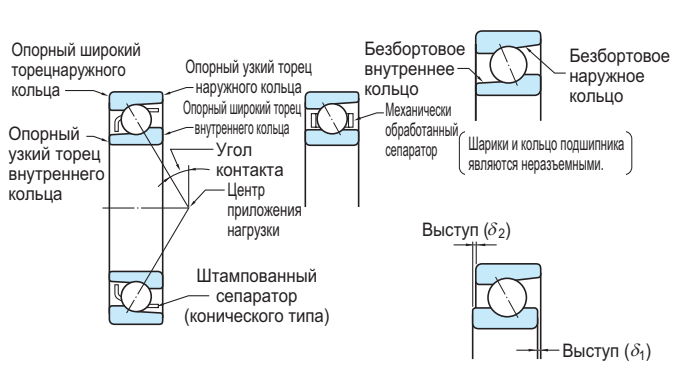 Опорный широкий
торецнаружного
кольца
Опорный узкий торец
наружного кольца
Опорный широкий торец
внутреннего кольца
Опорный
узкий торец
внутреннего
кольца
Угол
контакта
Центр
приложения
нагрузки
Штампованный
сепаратор
(конического типа)
Безбортовое
внутреннее
кольцо
Механически
обработанный
сепаратор
Безбортовое
наружное
кольцо
Шарики и кольцо подшипника
являются неразъемными.
Выступ (δ2)
Выступ (δ1)